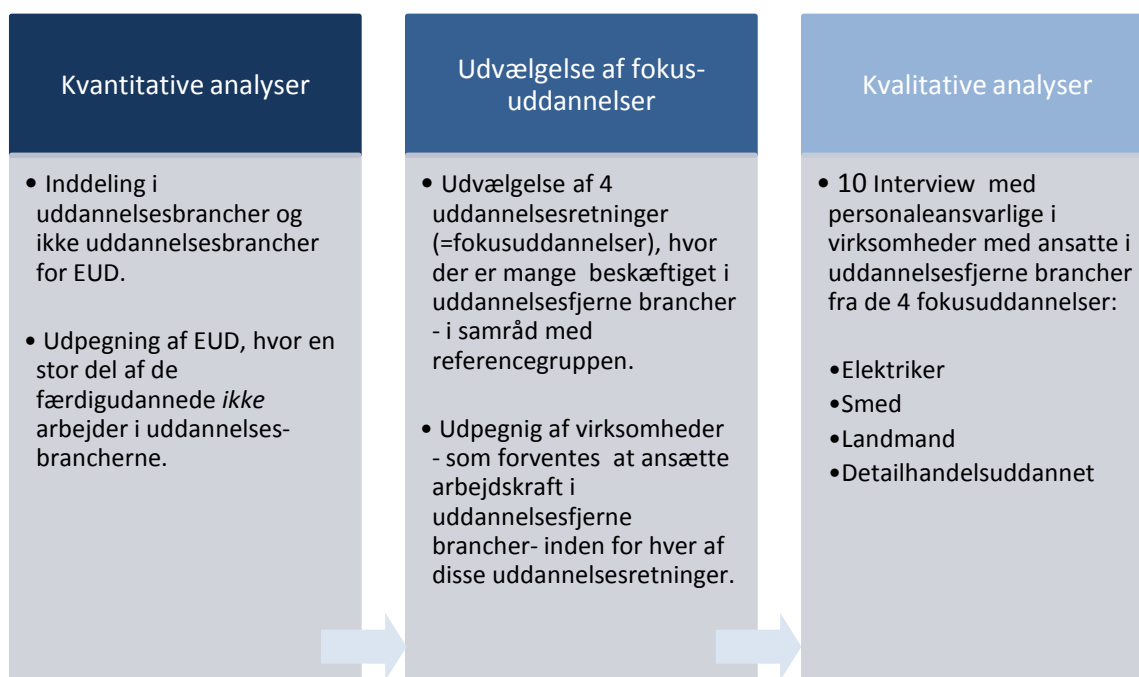 Kvantitative analyser
• Inddeling i
uddannelsesbrancher og
ikke uddannelsesbrancher
for EUD.
• Udpegning af EUD, hvor en
stor del af de
færdigudannede ikke
arbejder i uddannelses-
brancherne.
Udvælgelse af fokus-
uddannelser
• Udvælgelse af 4
uddannelsesretninger
(=fokusuddannelser), hvor
der er mange beskæftiget i
uddannelsesfjerne brancher
- i samråd med
referencegruppen.
• Udpegnig af virksomheder
- som forventes at ansætte
arbejdskraft i
uddannelsesfjerne
brancher- inden for hver af
disse uddannelsesretninger.
Kvalitative analyser
• 10 Interview med
personaleansvarlige i
virksomheder med ansatte i
uddannelsesfjerne brancher
fra de 4 fokusuddannelser:
•Elektriker
•Smed
•Landmand
•Detailhandelsuddannet